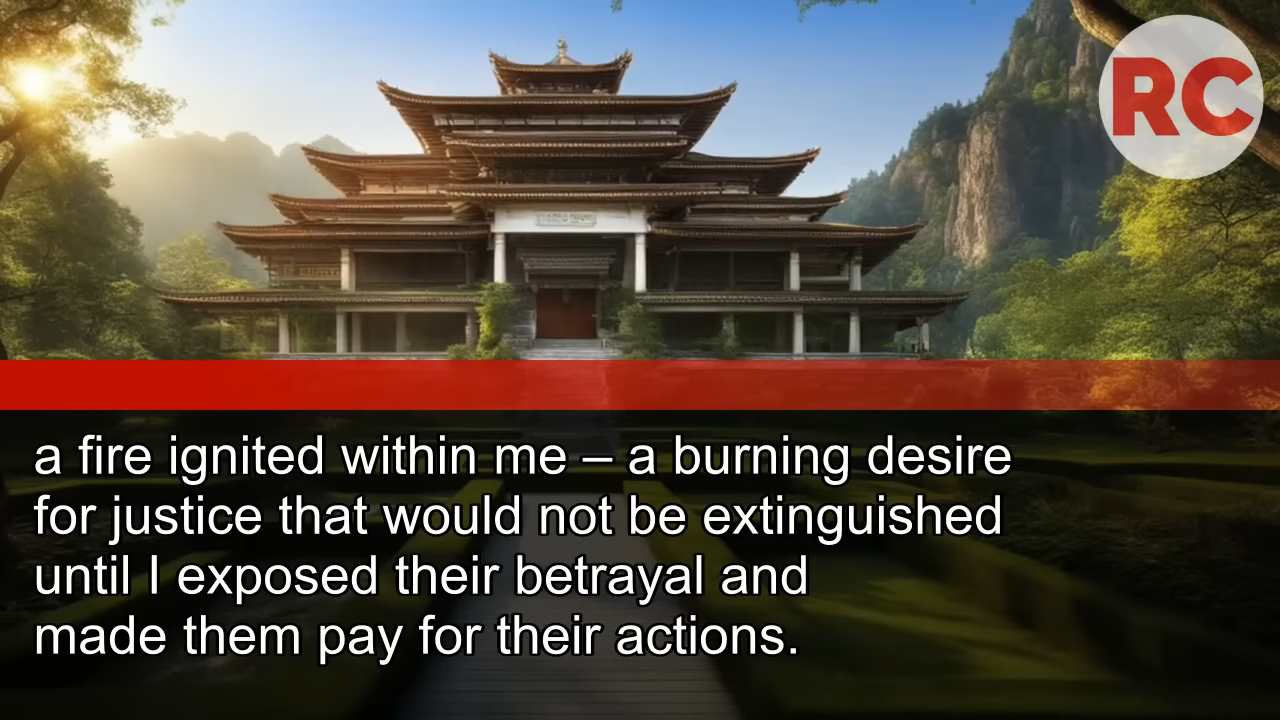 RC
a fire ignited within me – a burning desire
for justice that would not be extinguished
until I exposed their betrayal and
made them pay for their actions.